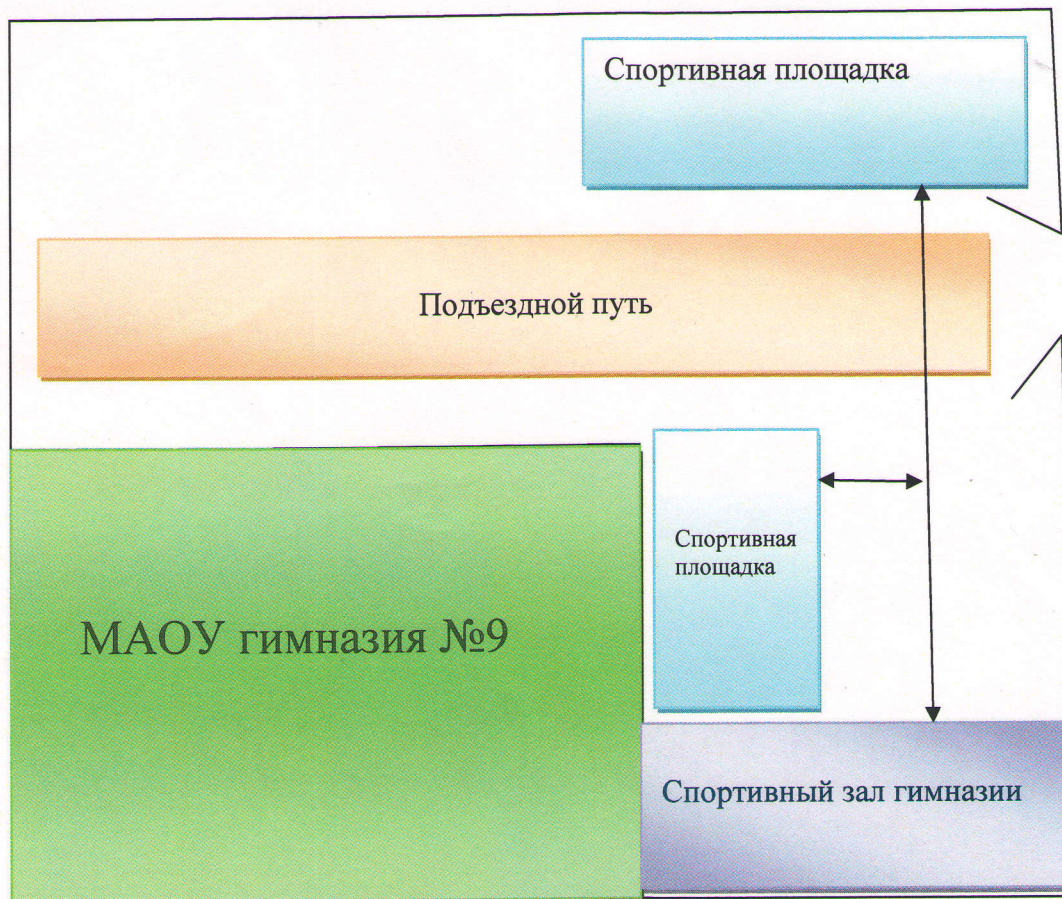 Спортивная площадка
Подъездной путь
Спортивная
площадка
МАОУ гимназия №9
Спортивный зал гимназии